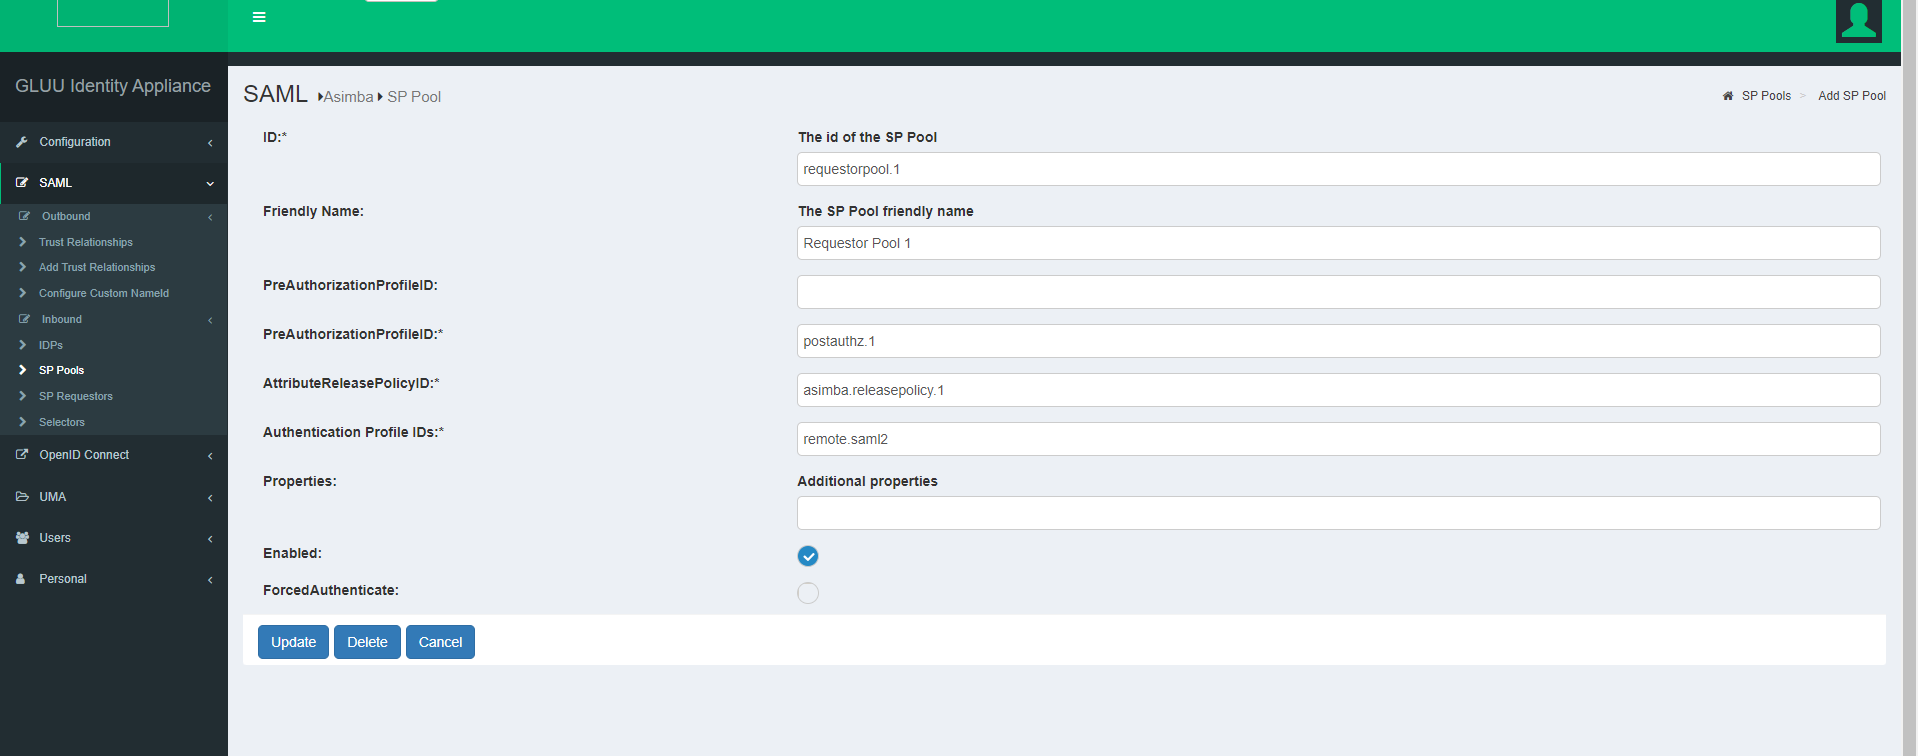 GLUU Identity Appliance
Configuration
SAML
Outbound
Trust Relationships
Add Trust Relationships
Configure Custom NameId
Inbound
IDPs
SP Pools
SP Requestors
Selectors
OpenID Connect
UMA
Users
Personal
SAML Asimba SP Pool
SP Pools > Add SP Pool
ID:*
The id of the SP Pool
requestorpool.1
Friendly Name:
The SP Pool friendly name
Requestor Pool 1
PreAuthorizationProfileID:
PreAuthorizationProfileID:*
postauthz.1
AttributeReleasePolicyID:*
asimba.releasepolicy.1
Authentication Profile IDs:*
remote.saml2
Properties:
Additional properties
Enabled:
ForcedAuthenticate:
Update Delete Cancel